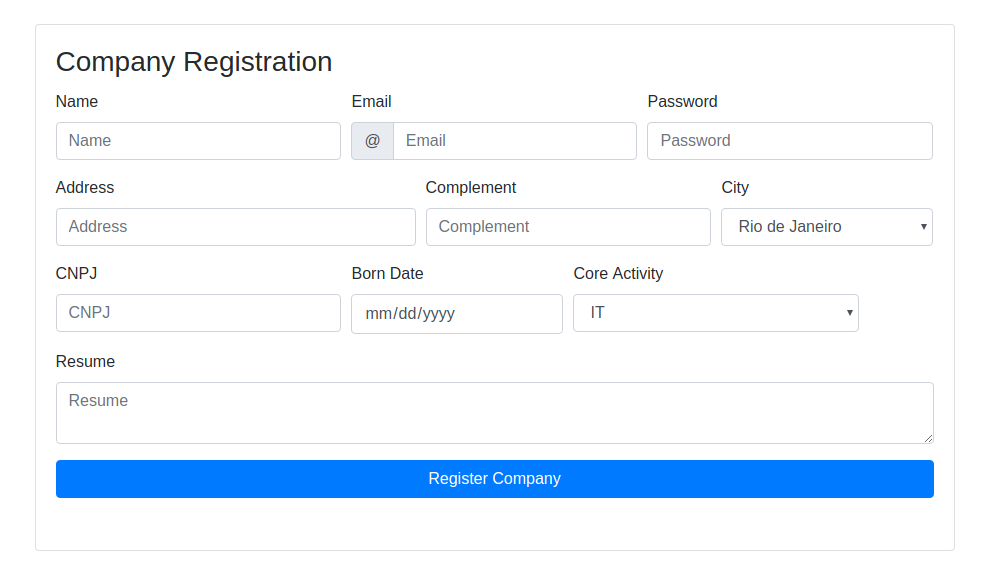 Company Registration
Name Email Password
Name @ Email Password
Address Complement City
Address Complement Rio de Janeiro
CNPJ Born Date Core Activity
CNPJ mm/dd/yyyy IT
Resume
Resume
Register Company